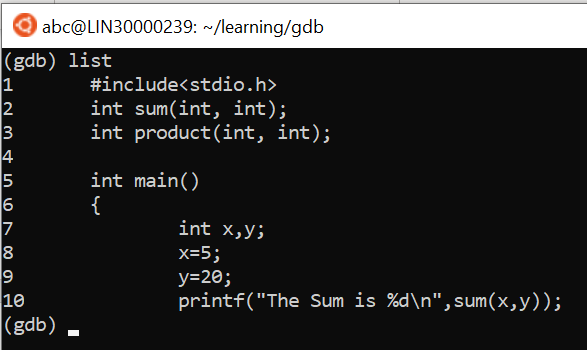 abc@LIN30000239: ~/learning/gdb
(gdb) list
1       #include<stdio.h>
2       int sum(int, int);
3       int product(int, int);
4
5       int main()
6       {
7               int x,y;
8               x=5;
9               y=20;
10              printf("The Sum is %d\n",sum(x,y));
(gdb)